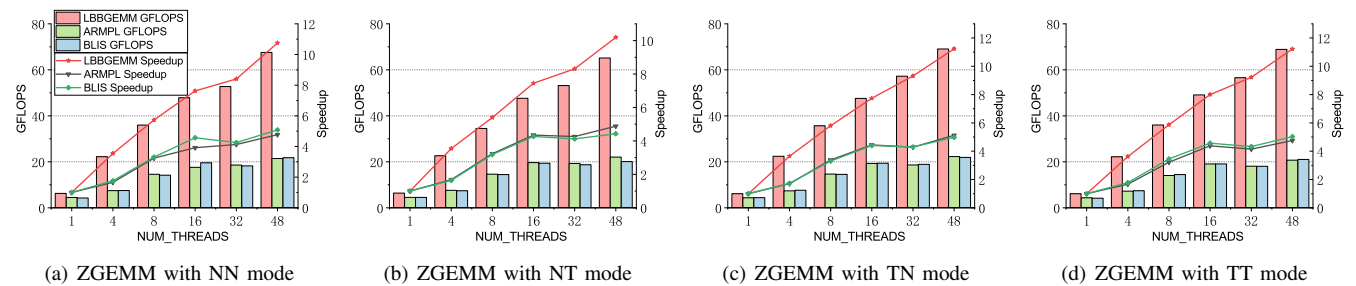 LBBGEMM GFLOPS
ARMPL GFLOPS
BLIS GFLOPS
LBBGEMM Speedup
ARMPL Speedup
BLIS Speedup
GFLOPS
80
60
40
20
0
12
10
8
6
4
2
0
Speedup
1 4 8 16 32 48
NUM_THREADS
(a) ZGEMM with NN mode
GFLOPS
80
60
40
20
0
10
8
6
4
2
0
Speedup
1 4 8 16 32 48
NUM_THREADS
(b) ZGEMM with NT mode
GFLOPS
80
60
40
20
0
12
10
8
6
4
2
0
Speedup
1 4 8 16 32 48
NUM_THREADS
(c) ZGEMM with TN mode
GFLOPS
80
60
40
20
0
12
10
8
6
4
2
0
Speedup
1 4 8 16 32 48
NUM_THREADS
(d) ZGEMM with TT mode